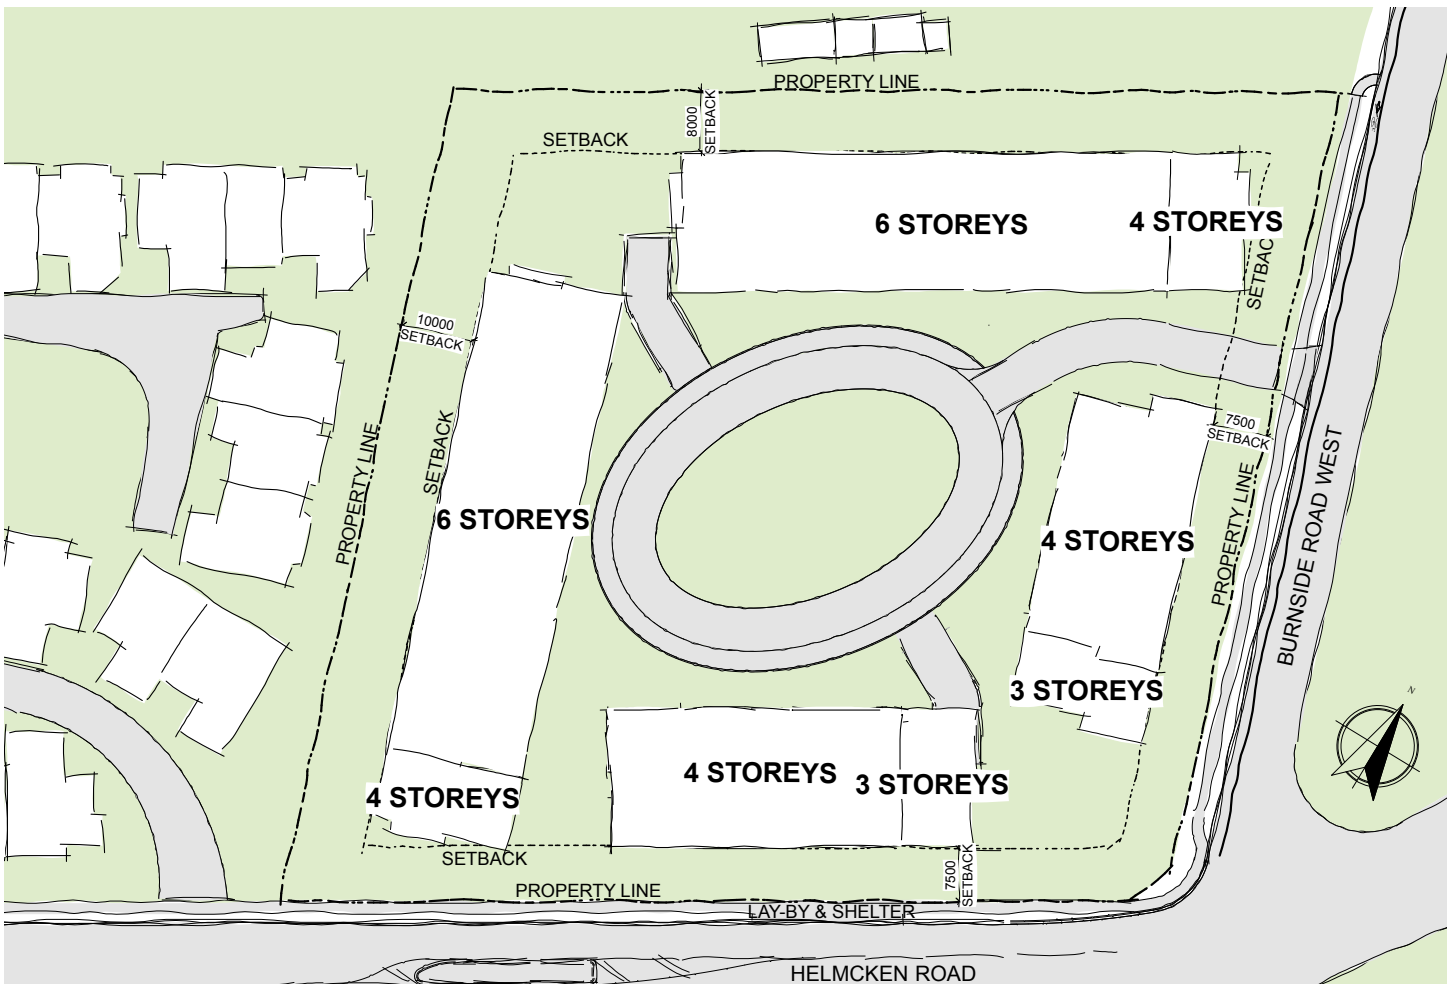 PROPERTY LINE
8000
SETBACK
SETBACK
6 STOREYS
4 STOREYS
SETBAC
10000
SETBACK
SETBACK
PROPERTY LINE
7500
SETBACK
BURNSIDE ROAD WEST
PROPERTY LINE
6 STOREYS
4 STOREYS
3 STOREYS
N
4 STOREYS
3 STOREYS
4 STOREYS
SETBACK
7500
SETBACK
PROPERTY LINE
LAY-BY & SHELTER
HELMCKEN ROAD